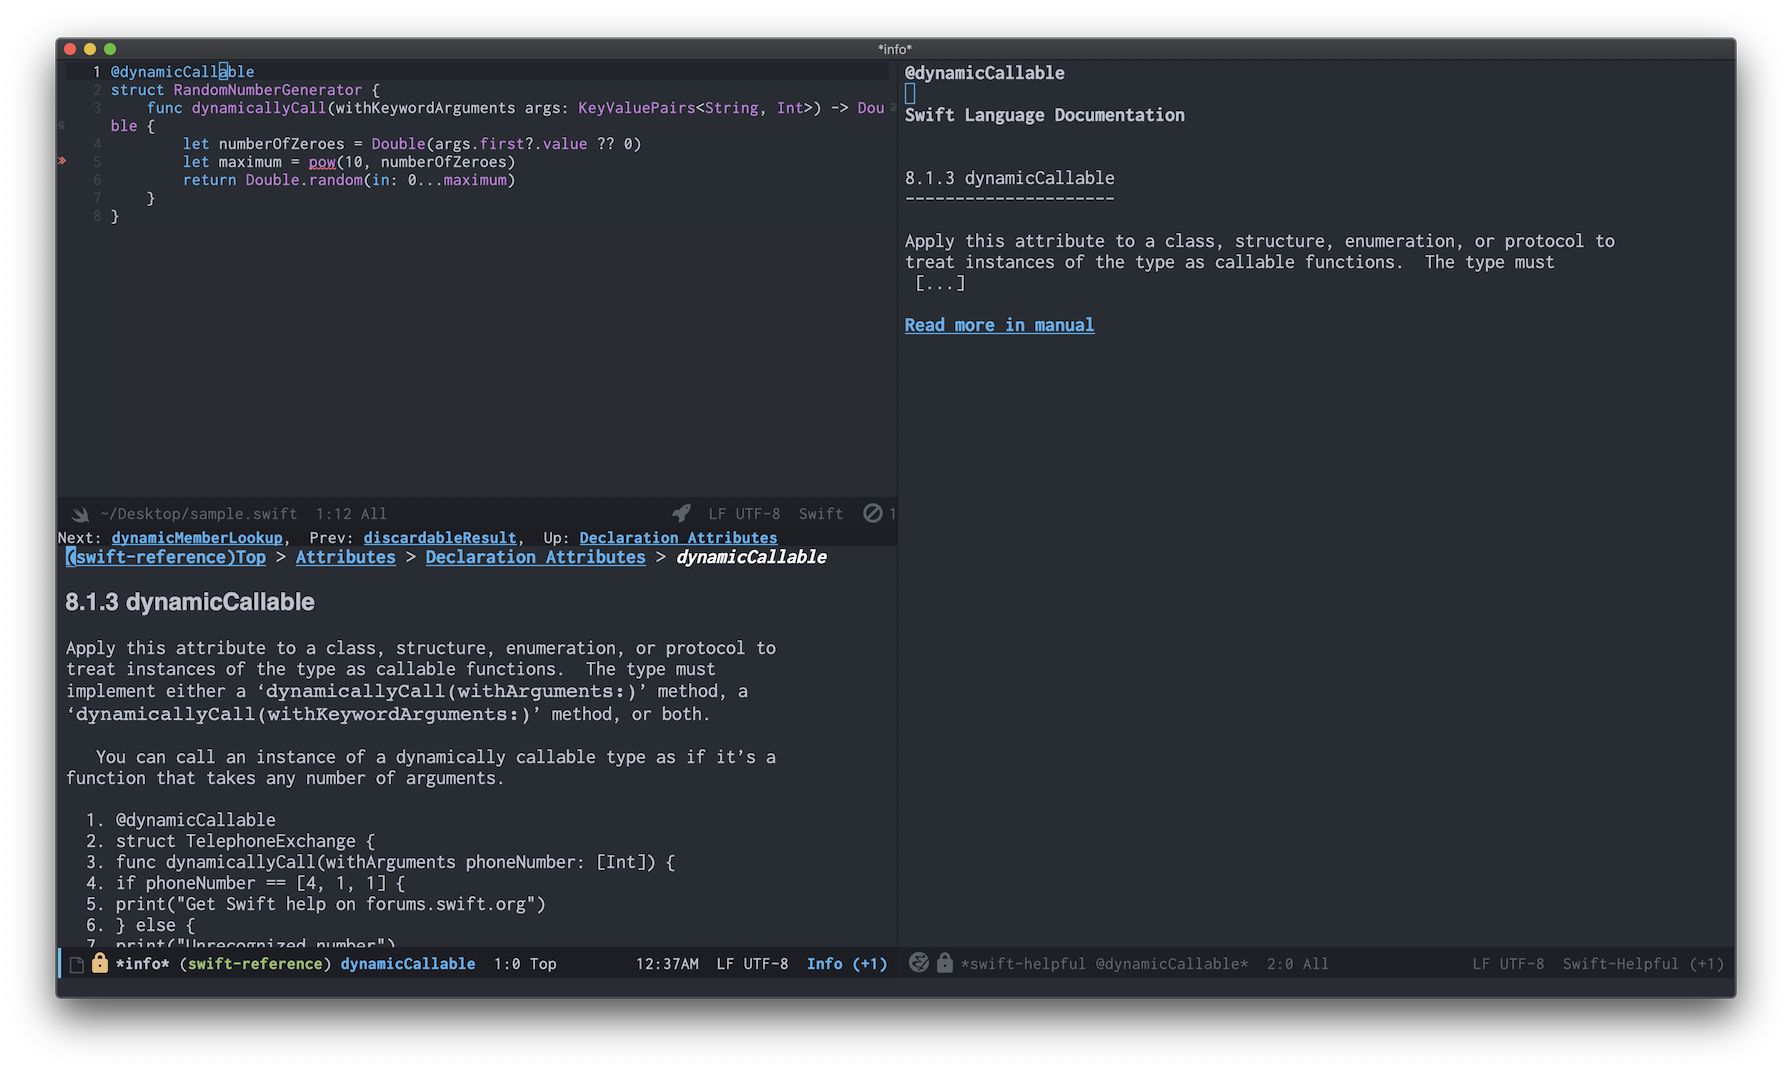 *info*
1 @dynamicCallable
2 struct RandomNumberGenerator {
3 func dynamicallyCall(withKeywordArguments args: KeyValuePairs<String, Int>) -> Dou
ble {
4 let numberOfZeroes = Double(args.first?.value ?? 0)
5 let maximum = pow(10, numberOfZeroes)
6 return Double.random(in: 0...maximum)
7 }
8 }
~/Desktop/sample.swift 1:12 All LF UTF-8 Swift 1
Next: dynamicMemberLookup, Prev: discardableResult, Up: Declaration Attributes
(swift-reference)Top > Attributes > Declaration Attributes > dynamicCallable
8.1.3 dynamicCallable
Apply this attribute to a class, structure, enumeration, or protocol to
treat instances of the type as callable functions. The type must
implement either a ‘dynamicallyCall(withArguments:)’ method, a
‘dynamicallyCall(withKeywordArguments:)’ method, or both.
You can call an instance of a dynamically callable type as if it’s a
function that takes any number of arguments.
1. @dynamicCallable
2. struct TelephoneExchange {
3. func dynamicallyCall(withArguments phoneNumber: [Int]) {
4. if phoneNumber == [4, 1, 1] {
5. print("Get Swift help on forums.swift.org")
6. } else {
7. print("Unrecognized number")
*info* (swift-reference) dynamicCallable 1:0 Top 12:37AM LF UTF-8 Info (+1)
@dynamicCallable
Swift Language Documentation
8.1.3 dynamicCallable
---------------------
Apply this attribute to a class, structure, enumeration, or protocol to
treat instances of the type as callable functions. The type must
[...]
Read more in manual
*swift-helpful @dynamicCallable* 2:0 All LF UTF-8 Swift-Helpful (+1)